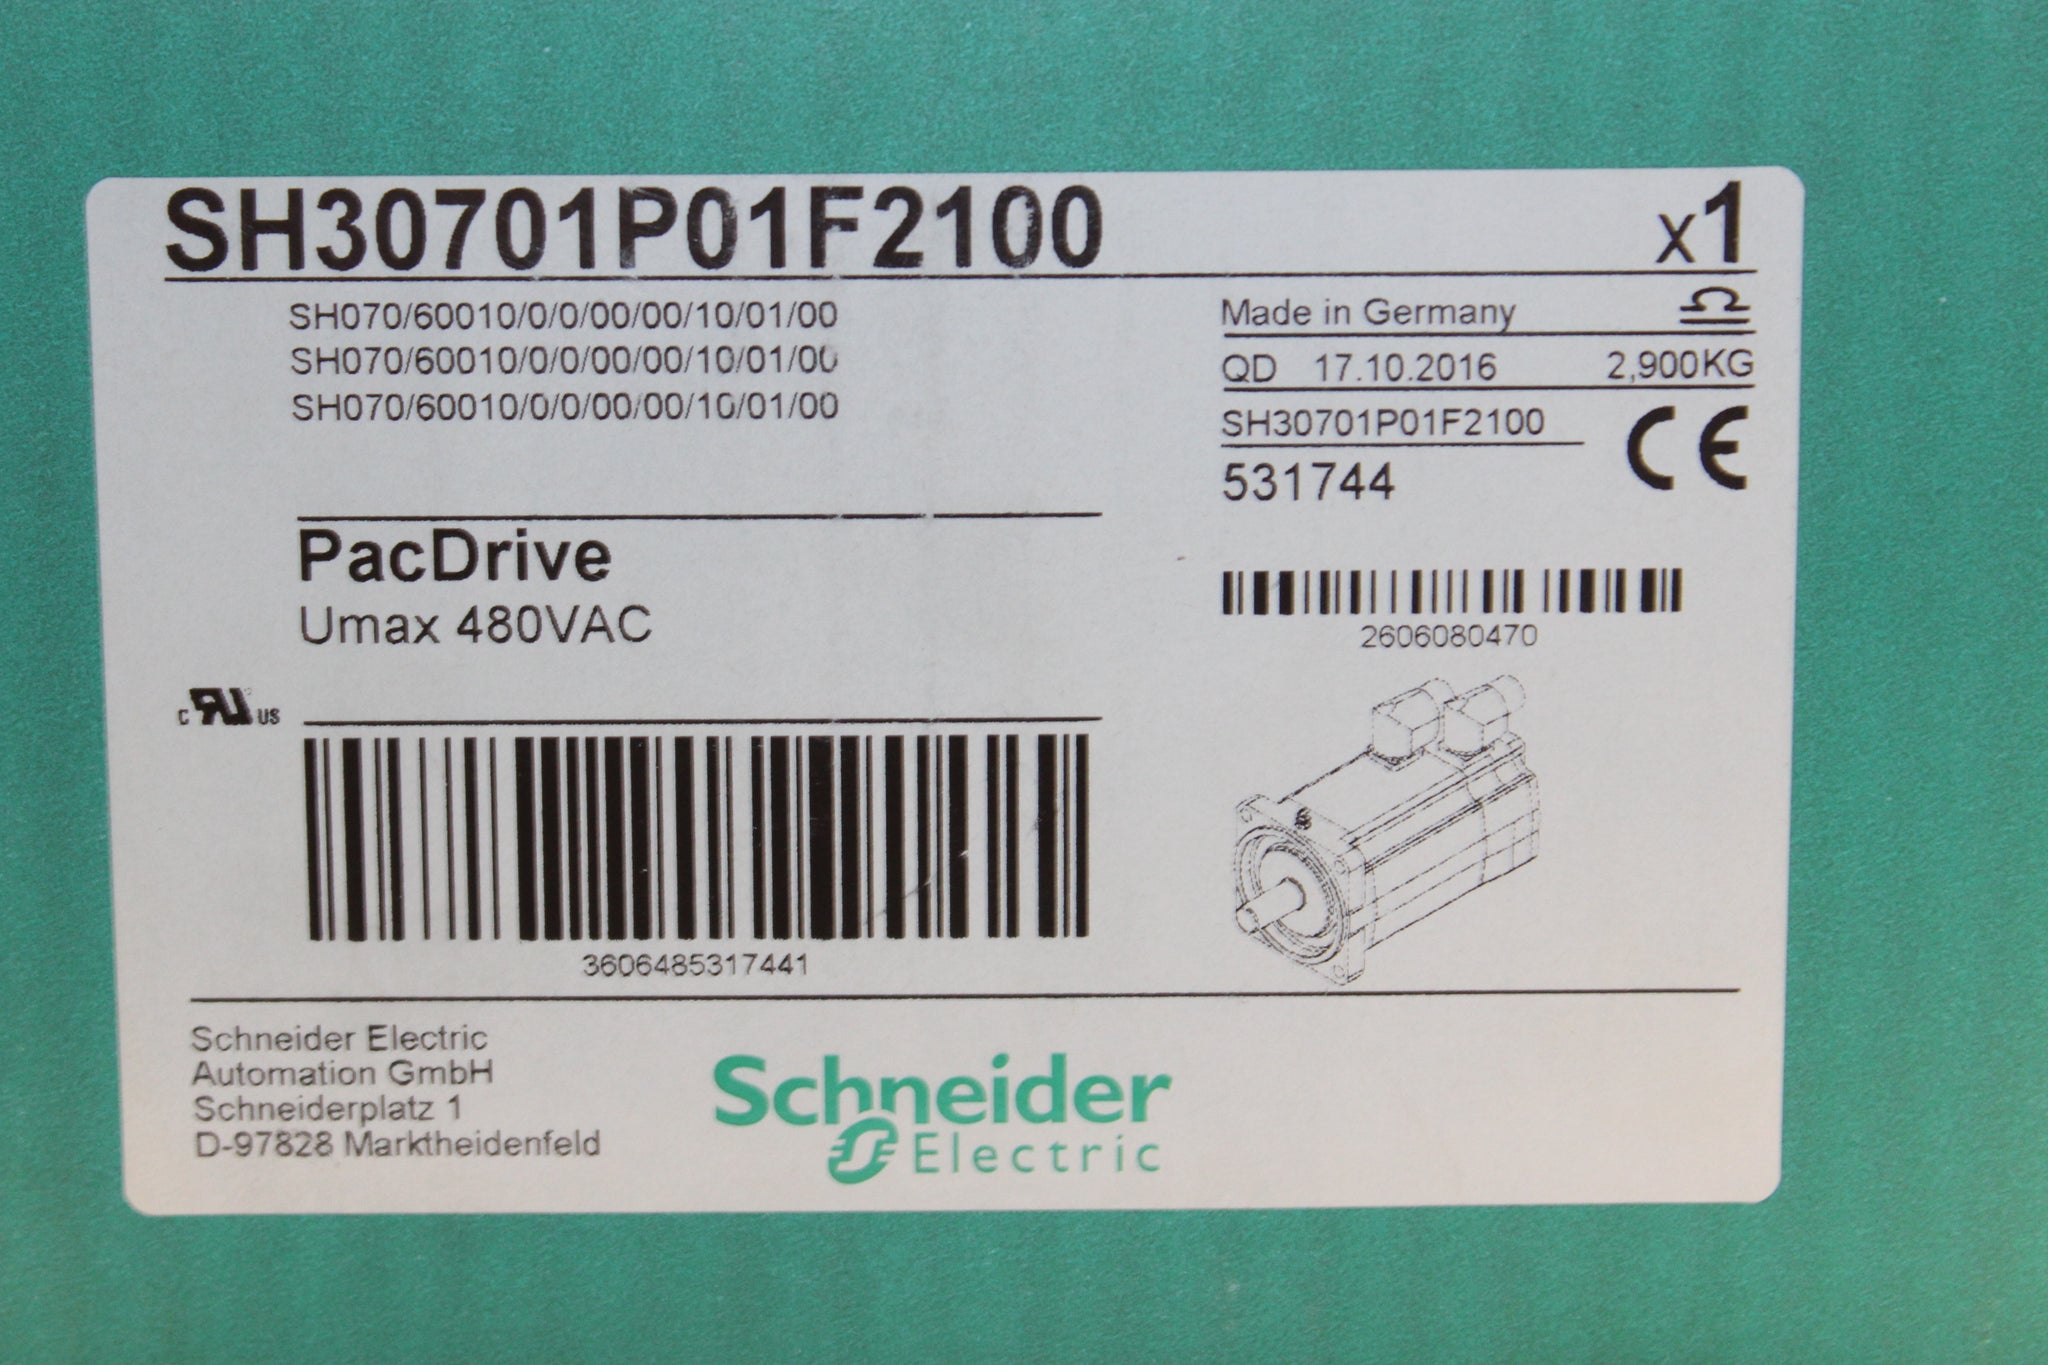 SH30701P01F2100
x1
SH070/60010/0/0/00/00/10/01/00
SH070/60010/0/0/00/00/10/01/00
SH070/60010/0/0/00/00/10/01/00
Made in Germany
QD 17.10.2016 2,900KG
SH30701P01F2100
CE
531744
PacDrive
Umax 480VAC
2606080470
c RU US
3606485317441
Schneider Electric
Automation GmbH
Schneiderplatz 1
D-97828 Marktheidenfeld
Schneider
Electric